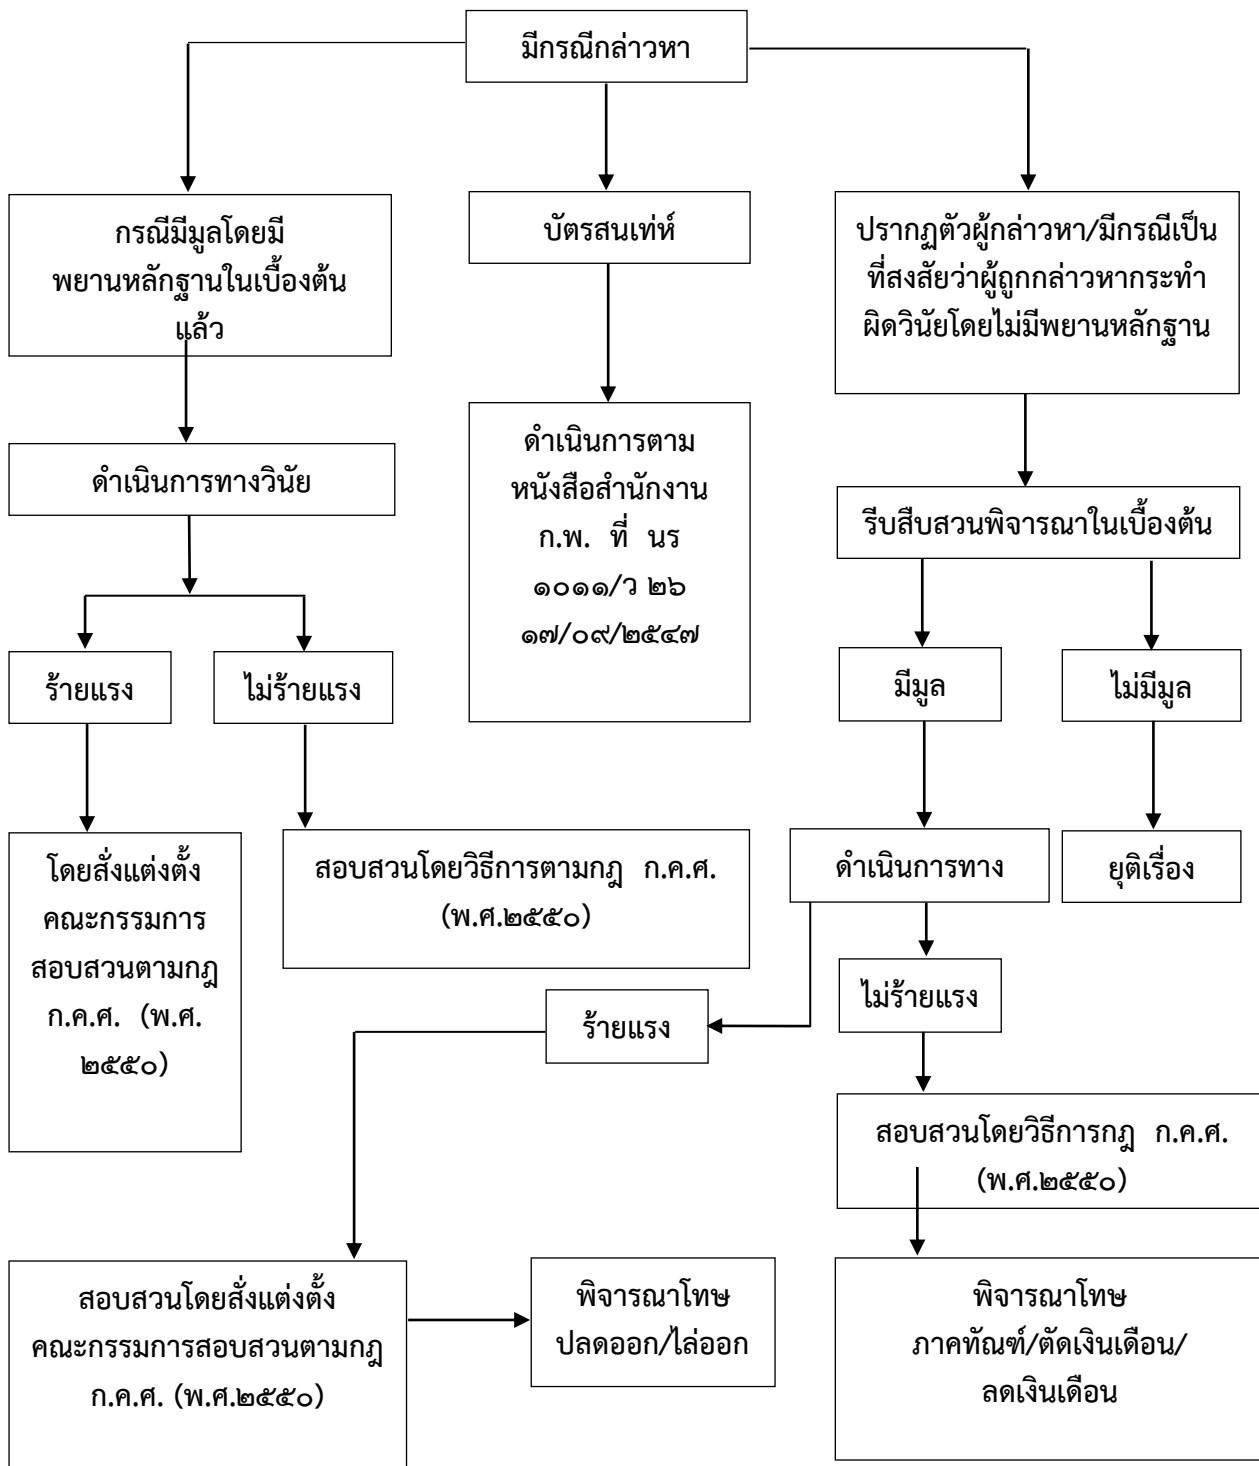 มีกรณีกล่าวหา
กรณีมีมูลโดยมี
พยานหลักฐานในเบื้องต้น
แล้ว
บัตรสนเท่ห์
ปรากฏตัวผู้กล่าวหา/มีกรณีเป็น
ที่สงสัยว่าผู้ถูกกล่าวหากระทำ
ผิดวินัยโดยไม่มีพยานหลักฐาน
ดำเนินการทางวินัย
ดำเนินการตาม
หนังสือสำนักงาน
ก.พ. ที่ นร
๑๐๑๑/ว ๒๖
๑๗/๐๙/๒๕๔๗
รีบสืบสวนพิจารณาในเบื้องต้น
ร้ายแรง
ไม่ร้ายแรง
มีมูล
ไม่มีมูล
โดยสั่งแต่งตั้ง
คณะกรรมการ
สอบสวนตามกฎ
ก.ค.ศ. (พ.ศ.
๒๕๕๐)
สอบสวนโดยวิธีการตามกฎ ก.ค.ศ.
(พ.ศ.๒๕๕๐)
ดำเนินการทาง
ยุติเรื่อง
ไม่ร้ายแรง
ร้ายแรง
สอบสวนโดยวิธีการกฎ ก.ค.ศ.
(พ.ศ.๒๕๕๐)
สอบสวนโดยสั่งแต่งตั้ง
คณะกรรมการสอบสวนตามกฎ
ก.ค.ศ. (พ.ศ.๒๕๕๐)
พิจารณาโทษ
ปลดออก/ไล่ออก
พิจารณาโทษ
ภาคทัณฑ์/ตัดเงินเดือน/
ลดเงินเดือน